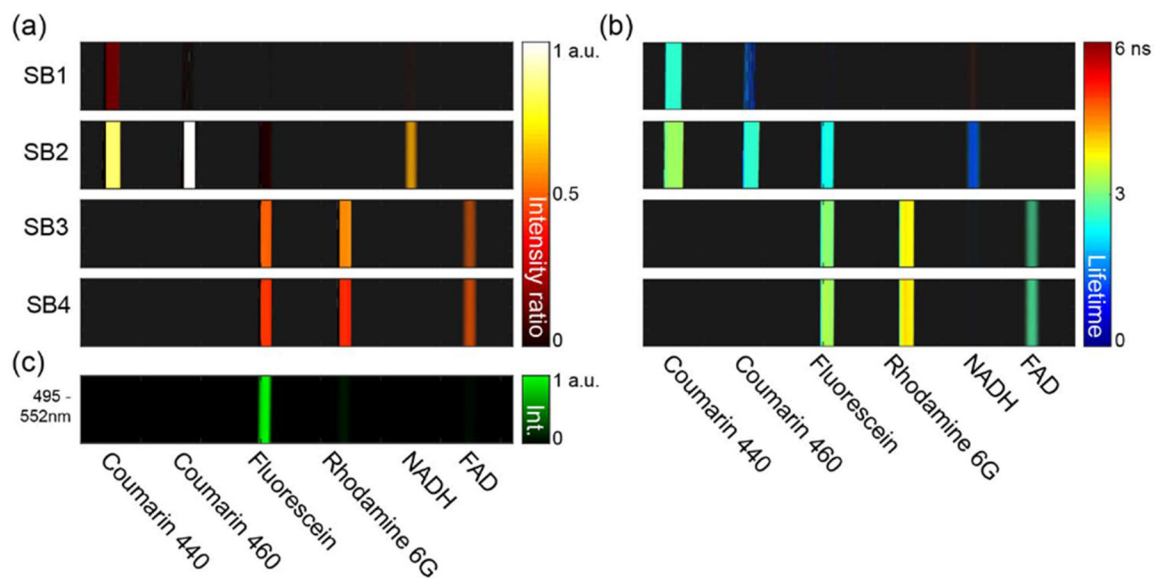 (a)
SB1
SB2
SB3
SB4
1 a.u.
0.5
0
Intensity ratio
(b)
6 ns
3
0
Lifetime
(c)
495 -
552nm
1 a.u.
0
Int.
Coumarin 440
Coumarin 460
Fluorescein
Rhodamine 6G
NADH
FAD
Coumarin 440
Coumarin 460
Fluorescein
Rhodamine 6G
NADH
FAD